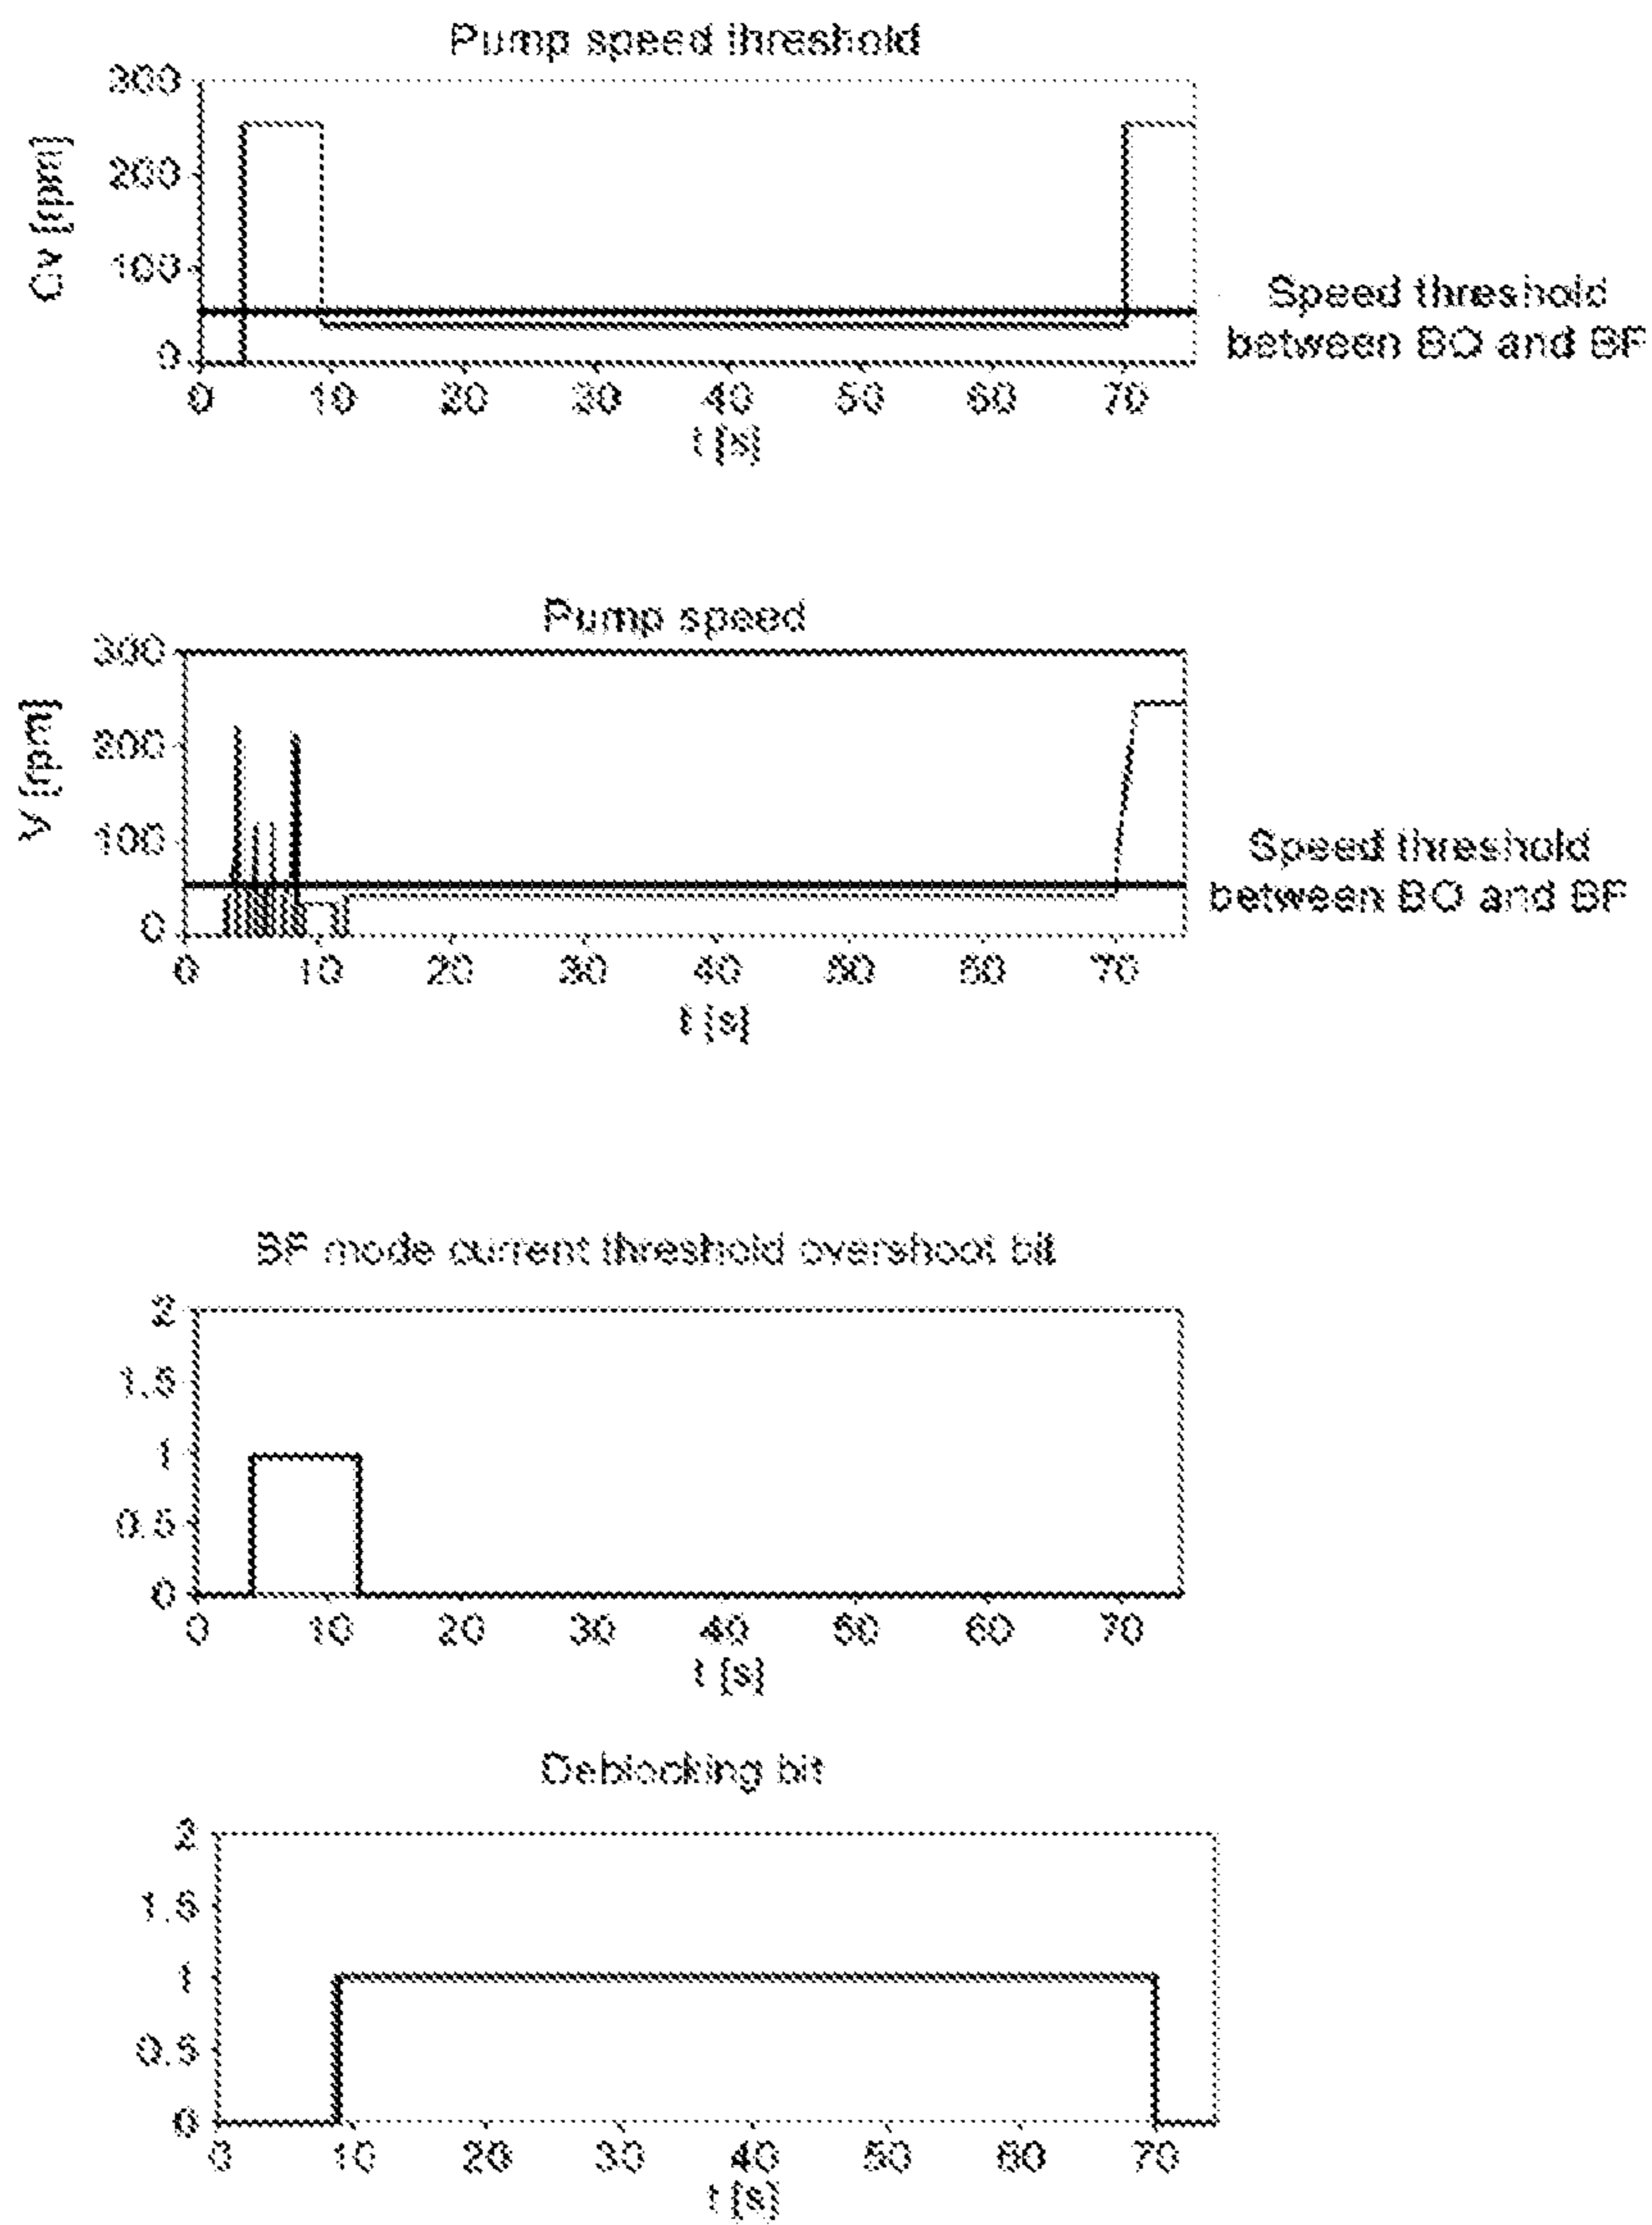 Pump speed threshold
300
200
100
0
CV [rpm]
0 10 20 30 40 50 60 70
t [s]
Speed threshold
between BO and BF
Pump speed
300
200
100
0
V [rpm]
0 10 20 30 40 50 60 70
t [s]
Speed threshold
between BO and BF
BF mode current threshold overshoot bit
2
1.5
1
0.5
0
0 10 20 30 40 50 60 70
t [s]
Deblocking bit
2
1.5
1
0.5
0
0 10 20 30 40 50 60 70
t [s]